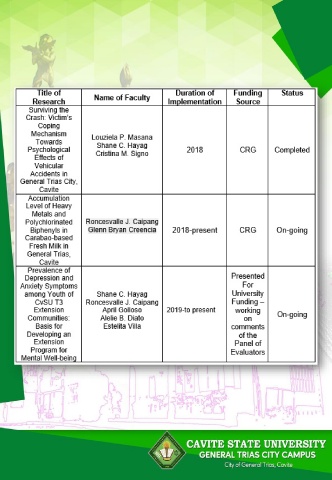 Title of
Research
Name of Faculty
Duration of
Implementation
Funding
Source
Status
Surviving the
Crash: Victim's
Coping
Mechanism
Towards
Psychological
Effects of
Vehicular
Accidents in
General Trias City,
Cavite
Louziela P. Masana
Shane C. Hayag
Cristina M. Signo
2018
CRG
Completed
Accumulation
Level of Heavy
Metals and
Polychlorinated
Biphenyls in
Carabao-based
Fresh Milk in
General Trias,
Cavite
Roncesvalle J. Caipang
Glenn Bryan Creencia
2018-present
CRG
On-going
Prevalence of
Depression and
Anxiety Symptoms
among Youth of
CvSU T3
Extension
Communities:
Basis for
Developing an
Extension
Program for
Mental Well-being
Shane C. Hayag
Roncesvalle J. Caipang
April Golloso
Alelie B. Diato
Estelita Villa
2019-to present
Presented
For
University
Funding –
working
on
comments
of the
Panel of
Evaluators
On-going
CAVITE STATE UNIVERSITY
GENERAL TRIAS CITY CAMPUS
City of General Trias, Cavite